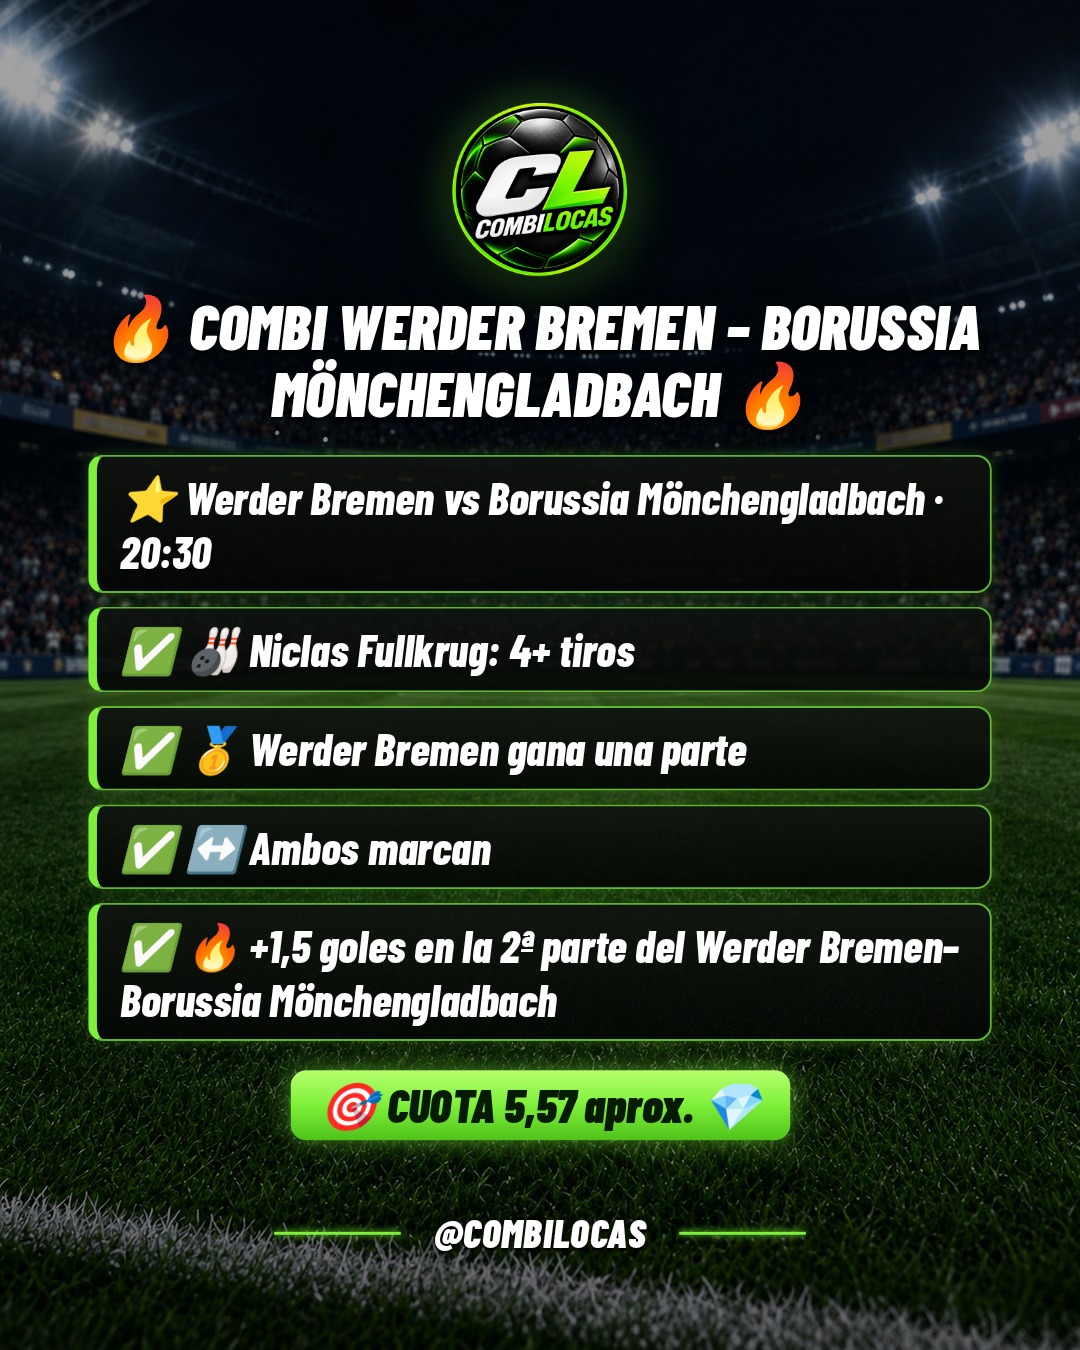 CL
COMBILOCAS
🔥 COMBI WERDER BREMEN – BORUSSIA
MÖNCHENGLADBACH 🔥
⭐ Werder Bremen vs Borussia Mönchengladbach ·
20:30
✅ 🎳 Niclas Fullkrug: 4+ tiros
✅ 🥇 Werder Bremen gana una parte
✅ ↔️ Ambos marcan
✅ 🔥 +1,5 goles en la 2ª parte del Werder Bremen–
Borussia Mönchengladbach
🎯 CUOTA 5,57 aprox. 💎
@COMBILOCAS